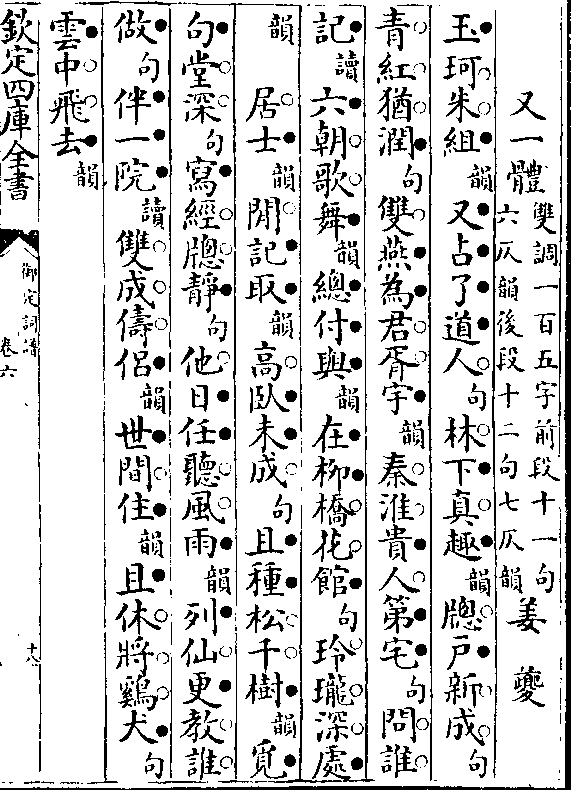 又一體雙調一百五字前段十一句六仄韻後段十二句七仄韻姜夔
玉珂朱組韻又占了道人句林下真趣韻牕戶新成句
青紅猶潤句雙燕為君胥宇韻秦淮貴人第宅句問誰
記讀六朝歌舞韻總付與韻在柳橋花館句玲瓏深處
韻　居士韻閒記取韻高臥未成句且種松千樹韻覓
句堂深句寫經牕靜句他日任聽風雨韻列仙更教誰
做句伴一院讀雙成儔侶韻世間住韻且休將鷄犬句
雲中飛去韻
欽定四庫全書
御定詞譜
卷六
十八